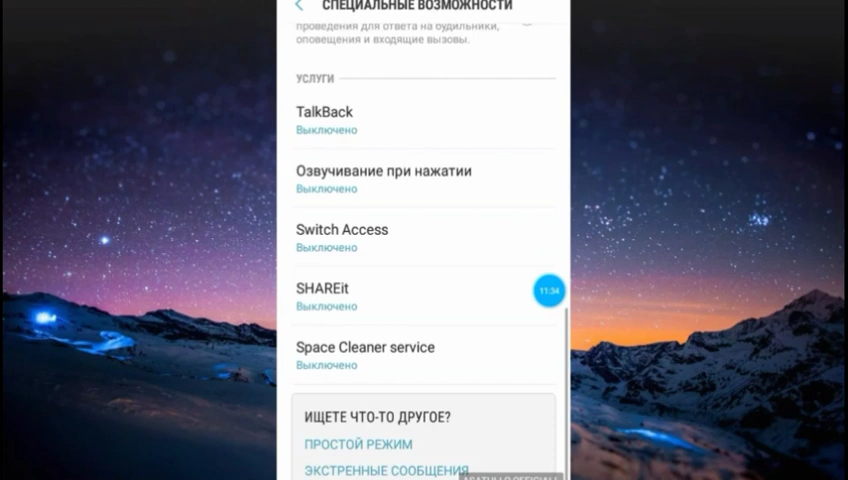 СПЕЦИАЛЬНЫЕ ВОЗМОЖНОСТИ
проведения для ответа на будильники,
оповещения и входящие вызовы.
УСЛУГИ
TalkBack
Выключено
Озвучивание при нажатии
Выключено
Switch Access
Выключено
SHAREit
Выключено
11:34
Space Cleaner service
Выключено
ИЩЕТЕ ЧТО-ТО ДРУГОЕ?
ПРОСТОЙ РЕЖИМ
ЭКСТРЕННЫЕ СООБЩЕНИЯ